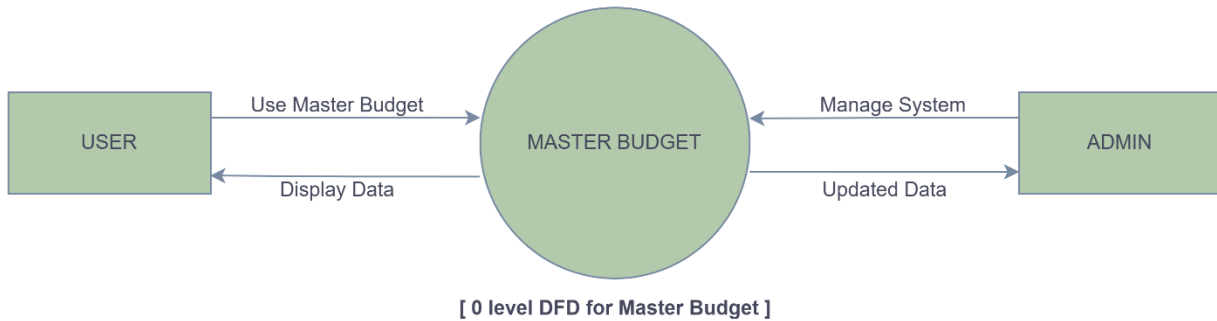 Use Master Budget
Manage System
USER
MASTER BUDGET
ADMIN
Display Data
Updated Data
[ 0 level DFD for Master Budget ]